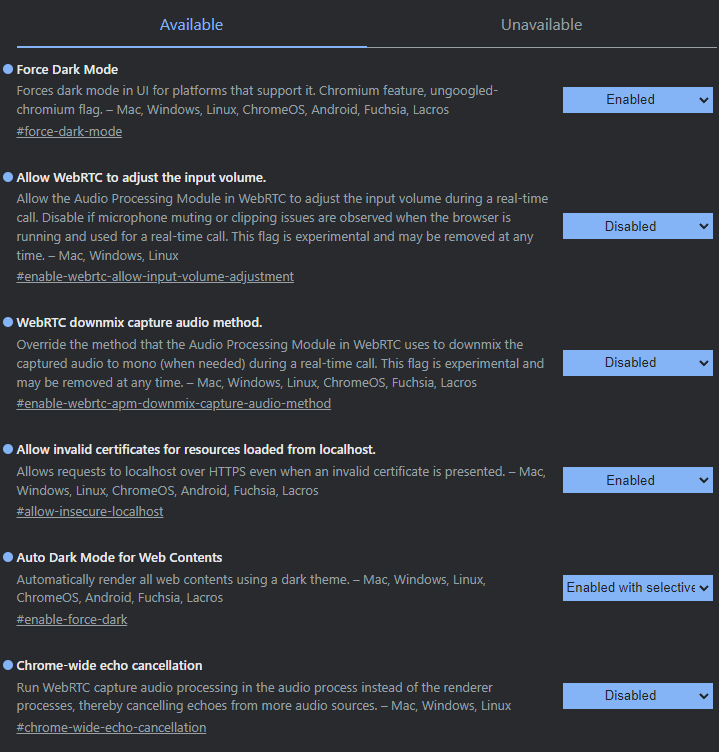 Available
Unavailable
Force Dark Mode
Forces dark mode in UI for platforms that support it. Chromium feature, ungoogled-
chromium flag. – Mac, Windows, Linux, ChromeOS, Android, Fuchsia, Lacros
#force-dark-mode
Enabled
Allow WebRTC to adjust the input volume.
Allow the Audio Processing Module in WebRTC to adjust the input volume during a real-time
call. Disable if microphone muting or clipping issues are observed when the browser is
running and used for a real-time call. This flag is experimental and may be removed at any
time. – Mac, Windows, Linux
#enable-webrtc-allow-input-volume-adjustment
Disabled
WebRTC downmix capture audio method.
Override the method that the Audio Processing Module in WebRTC uses to downmix the
captured audio to mono (when needed) during a real-time call. This flag is experimental and
may be removed at any time. – Mac, Windows, Linux, ChromeOS, Fuchsia, Lacros
#enable-webrtc-apm-downmix-capture-audio-method
Disabled
Allow invalid certificates for resources loaded from localhost.
Allows requests to localhost over HTTPS even when an invalid certificate is presented. – Mac,
Windows, Linux, ChromeOS, Android, Fuchsia, Lacros
#allow-insecure-localhost
Enabled
Auto Dark Mode for Web Contents
Automatically render all web contents using a dark theme. – Mac, Windows, Linux,
ChromeOS, Android, Fuchsia, Lacros
#enable-force-dark
Enabled with selective
Chrome-wide echo cancellation
Run WebRTC capture audio processing in the audio process instead of the renderer
processes, thereby cancelling echoes from more audio sources. – Mac, Windows, Linux
#chrome-wide-echo-cancellation
Disabled